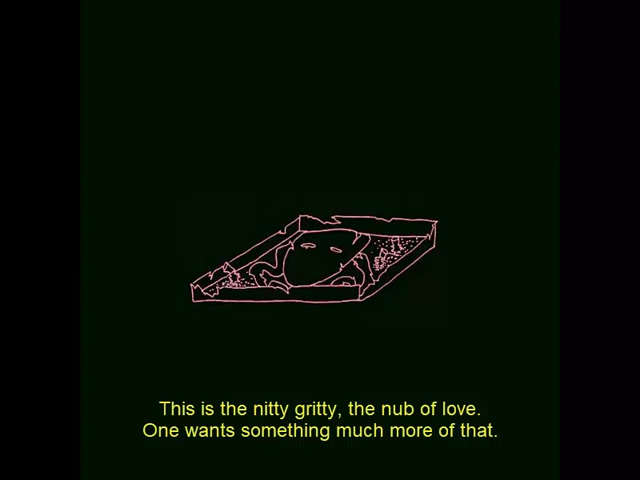 This is the nitty gritty, the nub of love.
One wants something much more of that.